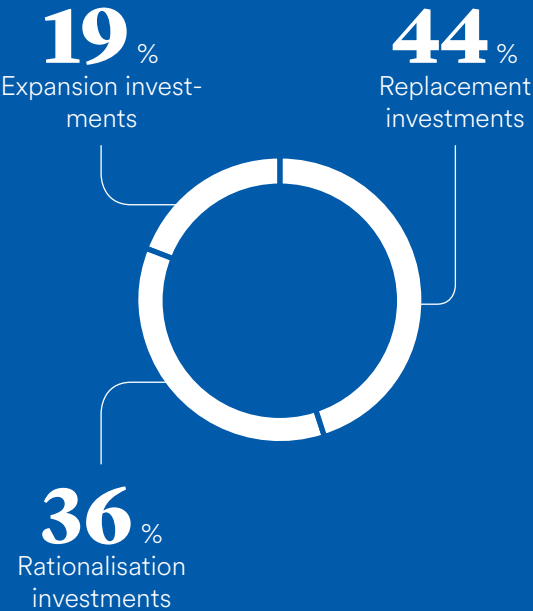 19 %
Expansion invest-
ments
44 %
Replacement
investments
36 %
Rationalisation
investments